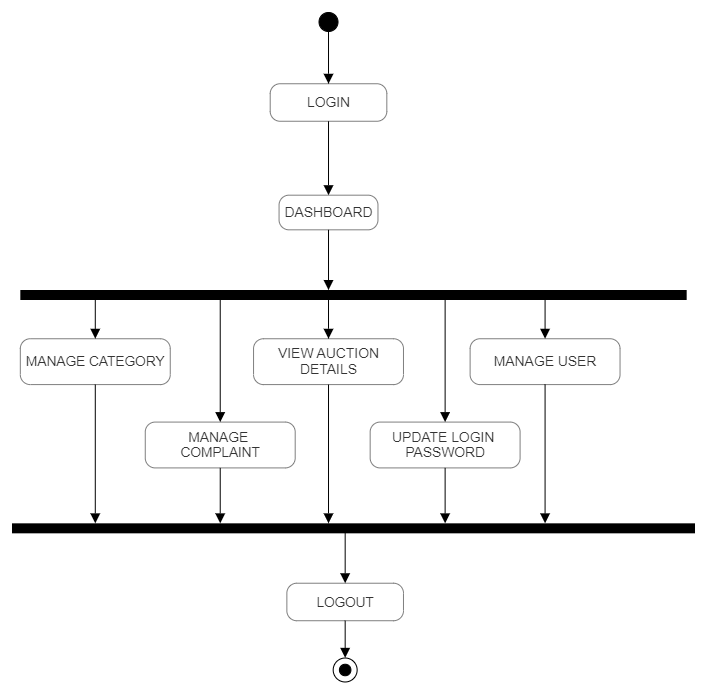 LOGIN
DASHBOARD
MANAGE CATEGORY
VIEW AUCTION
DETAILS
MANAGE USER
MANAGE
COMPLAINT
UPDATE LOGIN
PASSWORD
LOGOUT